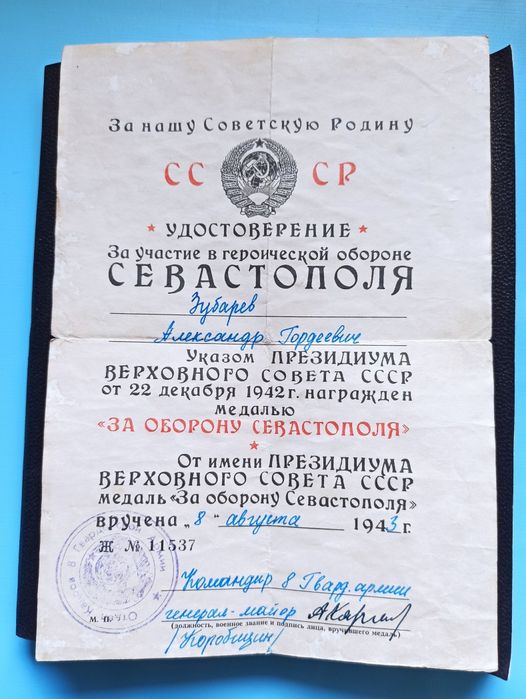 За нашу Советскую Родину
СС СР
УДОСТОВЕРЕНИЕ
За участие в героической обороне
СЕВАСТОПОЛЯ
Зубарев
Александр Гордеевич
Указом ПРЕЗИДИУМА
ВЕРХОВНОГО СОВЕТА СССР
от 22 декабря 1942 г. награжден
медалью
«ЗА ОБОРОНУ СЕВАСТОПОЛЯ»
От имени ПРЕЗИДИУМА
ВЕРХОВНОГО СОВЕТА СССР
медаль «За оборону Севастополя»
вручена „8" августа 1943 г.
Ж № 11537
Командир 8 Гвард. армии
генерал-майор
М. П.
(должность, военное звание и подпись лица, вручившего медаль)